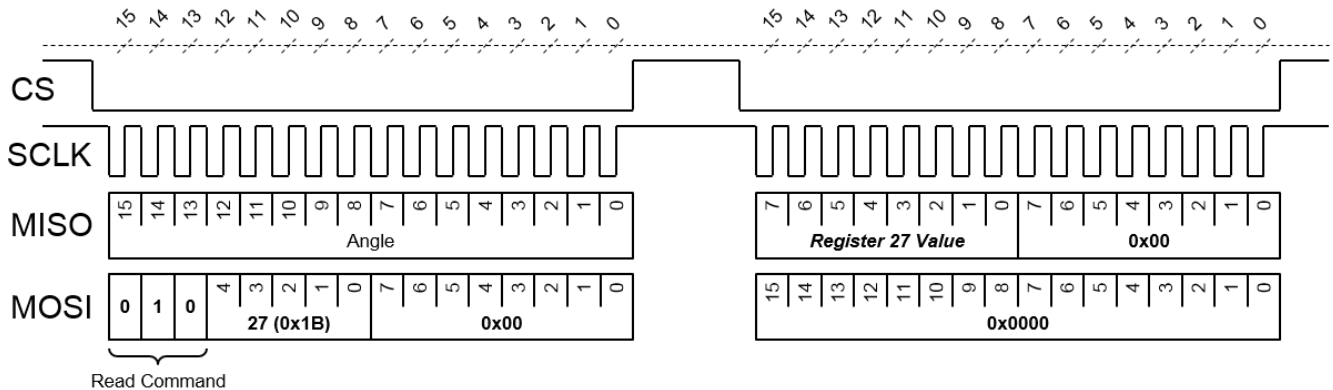 15 14 13 12 11 10 9 8 7 6 5 4 3 2 1 0 15 14 13 12 11 10 9 8 7 6 5 4 3 2 1 0
CS
SCLK
MISO 15 14 13 12 11 10 9 8 7 6 5 4 3 2 1 0 7 6 5 4 3 2 1 0 7 6 5 4 3 2 1 0
Angle Register 27 Value 0x00
MOSI 0 1 0 4 3 2 1 0 7 6 5 4 3 2 1 0 15 14 13 12 11 10 9 8 7 6 5 4 3 2 1 0
27 (0x1B) 0x00 0x0000
Read Command